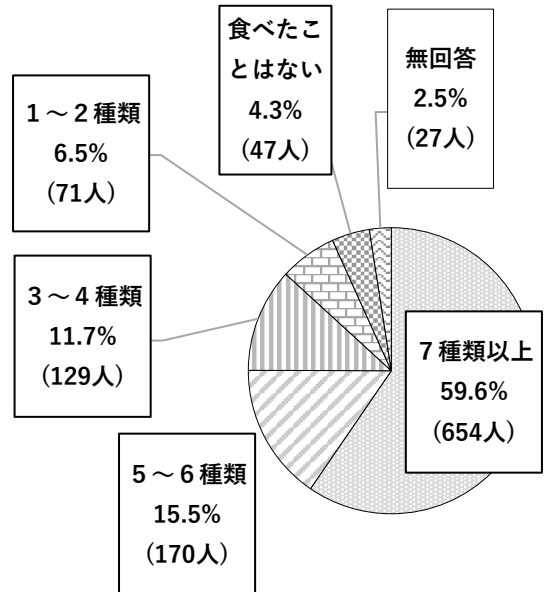 食べたこ
とはない
4.3%
(47人)
無回答
2.5%
(27人)
1～2種類
6.5%
(71人)
3～4種類
11.7%
(129人)
7種類以上
59.6%
(654人)
5～6種類
15.5%
(170人)